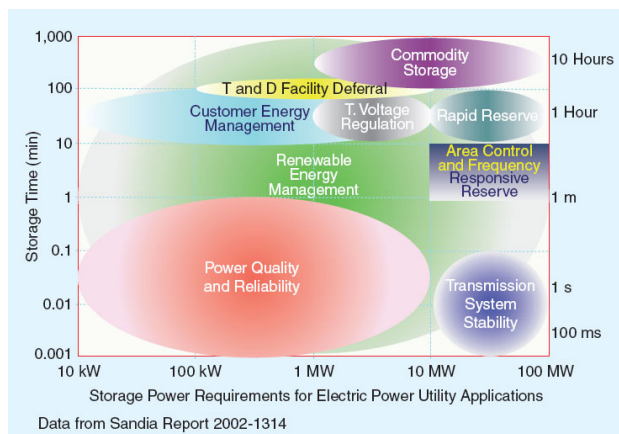 1,000
100
10
1
0.1
0.01
0.001
Storage Time (min)
Commodity
Storage
T and D Facility Deferral
Customer Energy
Management
T. Voltage
Regulation
Rapid Reserve
Renewable
Energy
Management
Area Control
and Frequency
Responsive
Reserve
Power Quality
and Reliability
Transmission
System
Stability
10 Hours
1 Hour
1 m
1 s
100 ms
10 kW
100 kW
1 MW
10 MW
100 MW
Storage Power Requirements for Electric Power Utility Applications
Data from Sandia Report 2002-1314